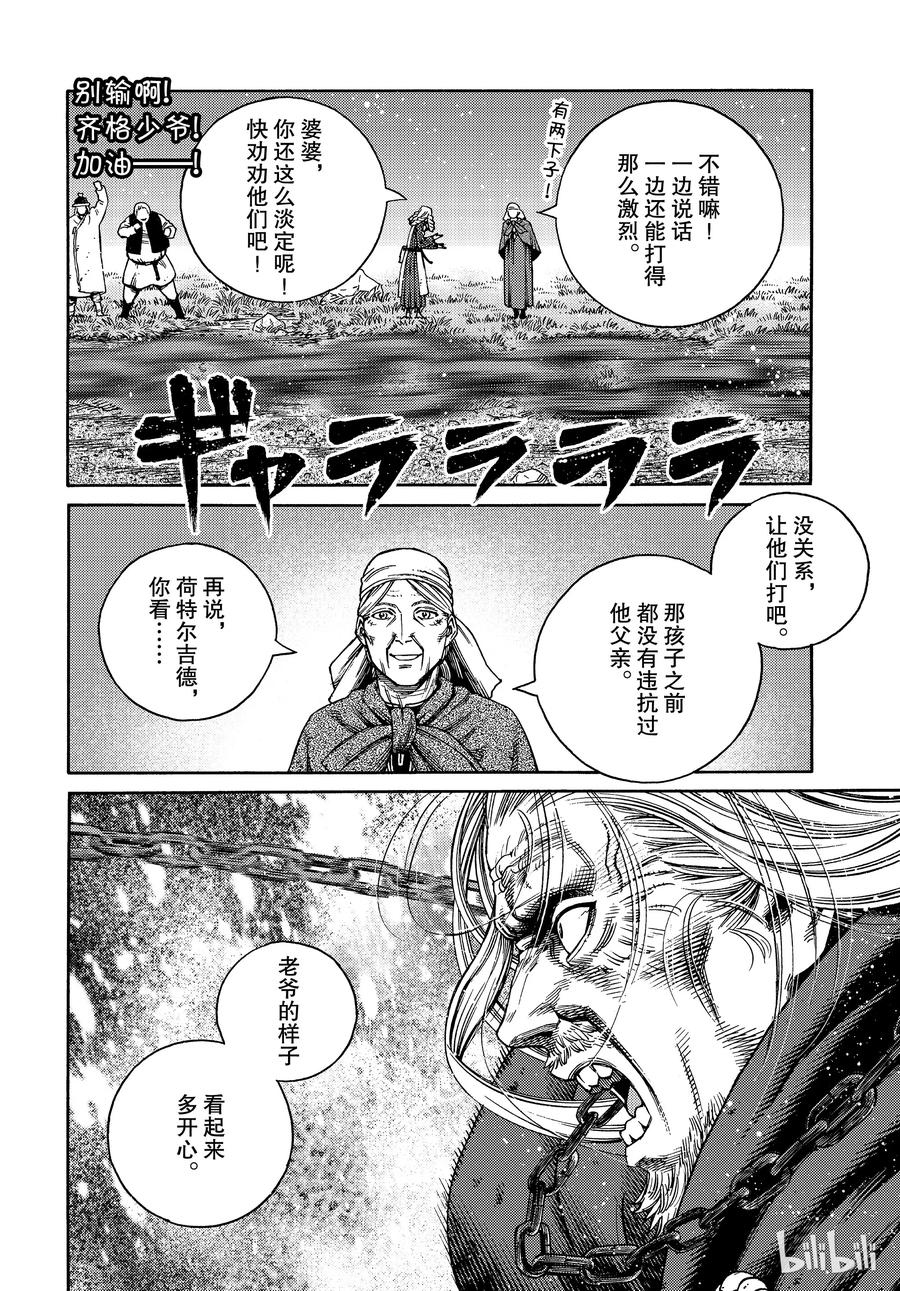 不错嘛！
一边说话
一边还能打得
那么激烈。
有两下子！
婆婆，
你还这么淡定呢！
快劝劝他们吧！
别输啊！
齐格少爷！
加油——！
ギャラララララ
没关系，
让他们打吧。
那孩子之前
都没有违抗过
他父亲。
再说，
荷特尔吉德，
你看……
老爷的样子
看起来
多开心。
bilibili